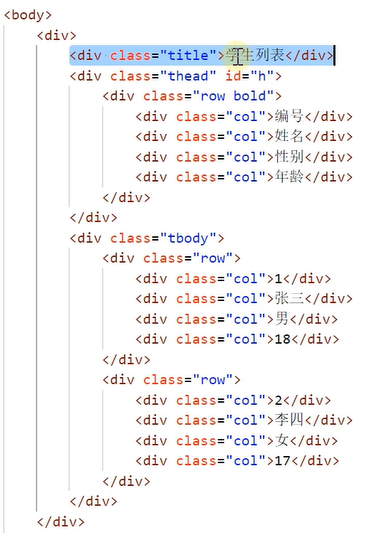 <body>
<div>
<div class="title">学生列表</div>
<div class="thead" id="h">
<div class="row bold">
<div class="col">编号</div>
<div class="col">姓名</div>
<div class="col">性别</div>
<div class="col">年龄</div>
</div>
</div>
<div class="tbody">
<div class="row">
<div class="col">1</div>
<div class="col">张三</div>
<div class="col">男</div>
<div class="col">18</div>
</div>
<div class="row">
<div class="col">2</div>
<div class="col">李四</div>
<div class="col">女</div>
<div class="col">17</div>
</div>
</div>
</div>